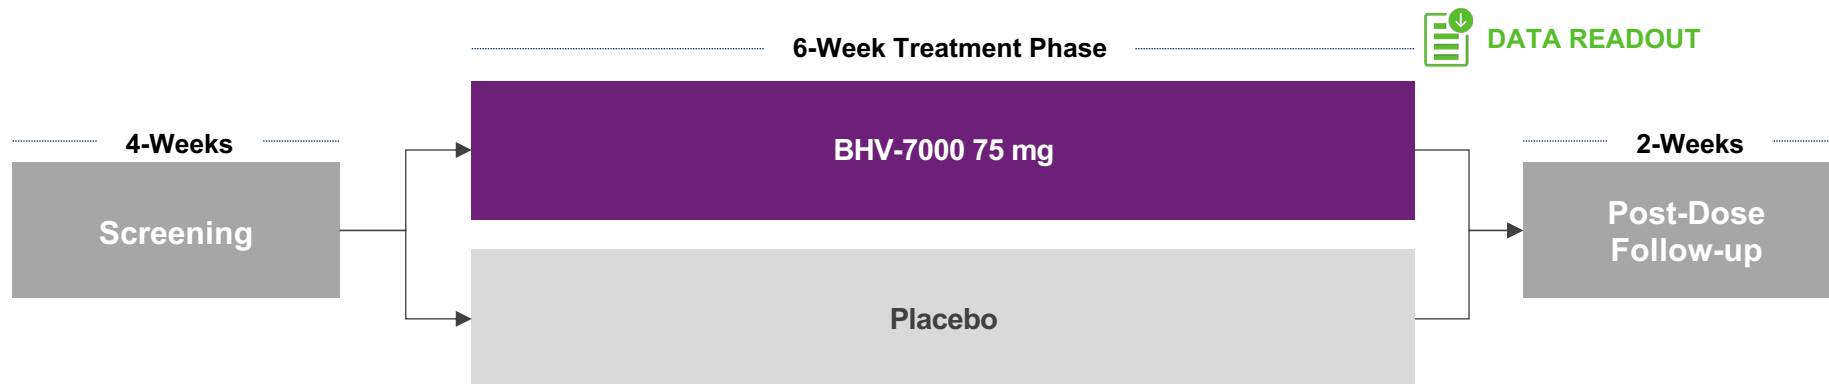 6-Week Treatment Phase
DATA READOUT
4-Weeks
Screening
BHV-7000 75 mg
Placebo
2-Weeks
Post-Dose
Follow-up